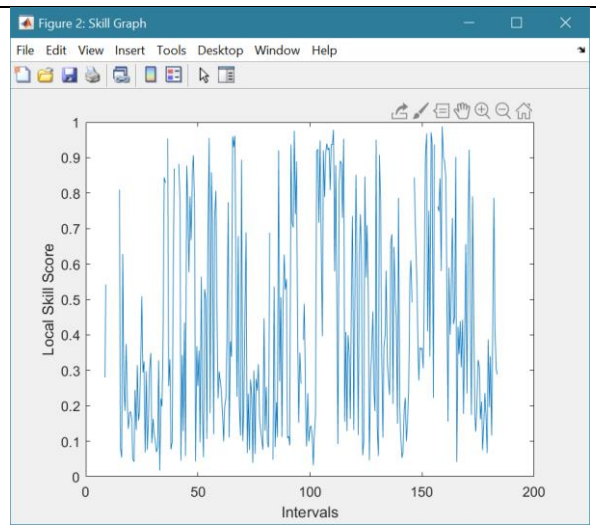 Figure 2: Skill Graph
File Edit View Insert Tools Desktop Window Help
1
0.9
0.8
0.7
0.6
0.5
0.4
0.3
0.2
0.1
0
Local Skill Score
0 50 100 150 200
Intervals